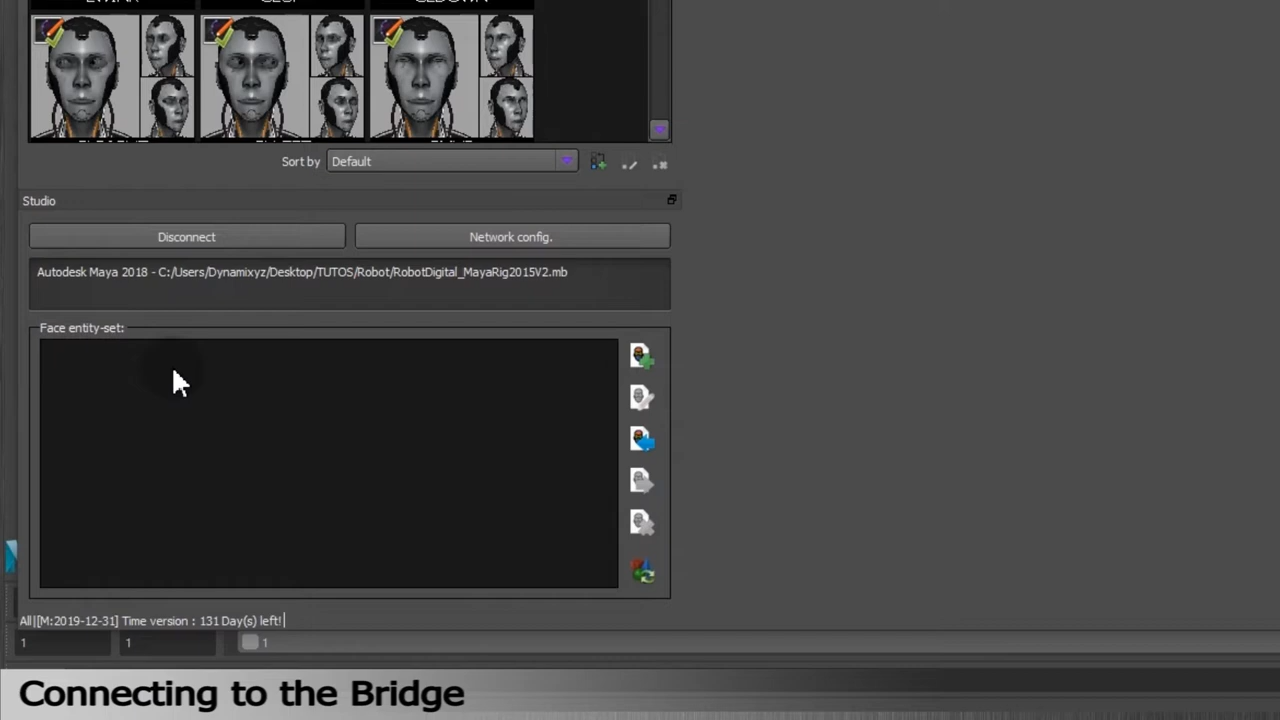 Sort by Default
Studio
Disconnect Network config.
Autodesk Maya 2018 - C:/Users/Dynamixyz/Desktop/TUTOS/Robot/RobotDigital_MayaRig2015V2.mb
Face entity-set:
All|[M:2019-12-31] Time version : 131 Day(s) left!
1 1 1
Connecting to the Bridge